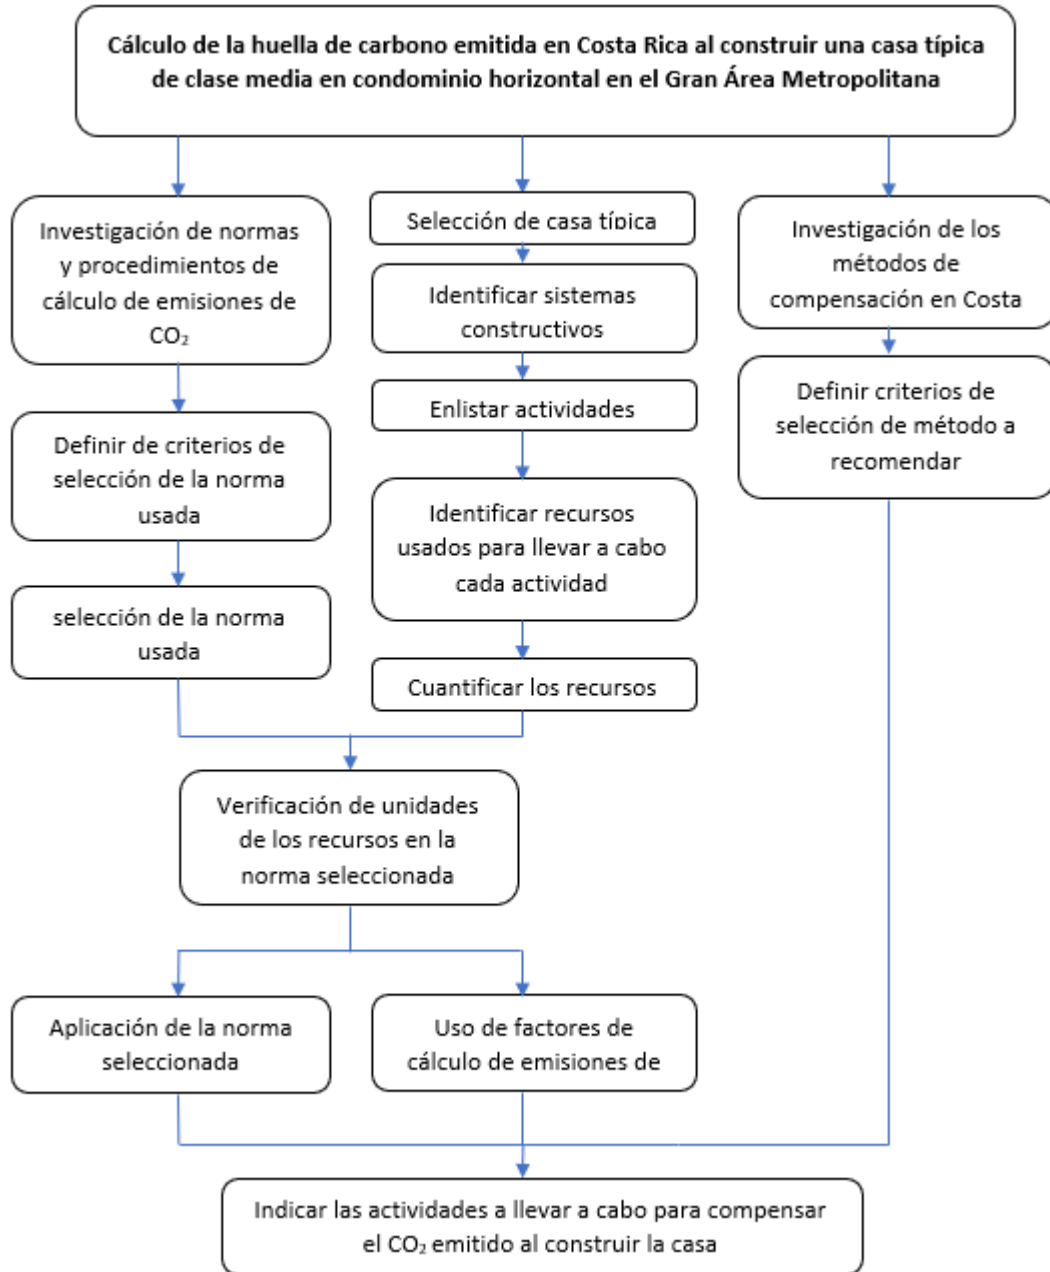 Cálculo de la huella de carbono emitida en Costa Rica al construir una casa típica
de clase media en condominio horizontal en el Gran Área Metropolitana
Investigación de normas
y procedimientos de
cálculo de emisiones de
CO₂
Definir de criterios de
selección de la norma
usada
selección de la norma
usada
Selección de casa típica
Identificar sistemas
constructivos
Enlistar actividades
Identificar recursos
usados para llevar a cabo
cada actividad
Cuantificar los recursos
Investigación de los
métodos de
compensación en Costa
Definir criterios de
selección de método a
recomendar
Verificación de unidades
de los recursos en la
norma seleccionada
Aplicación de la norma
seleccionada
Uso de factores de
cálculo de emisiones de
Indicar las actividades a llevar a cabo para compensar
el CO₂ emitido al construir la casa